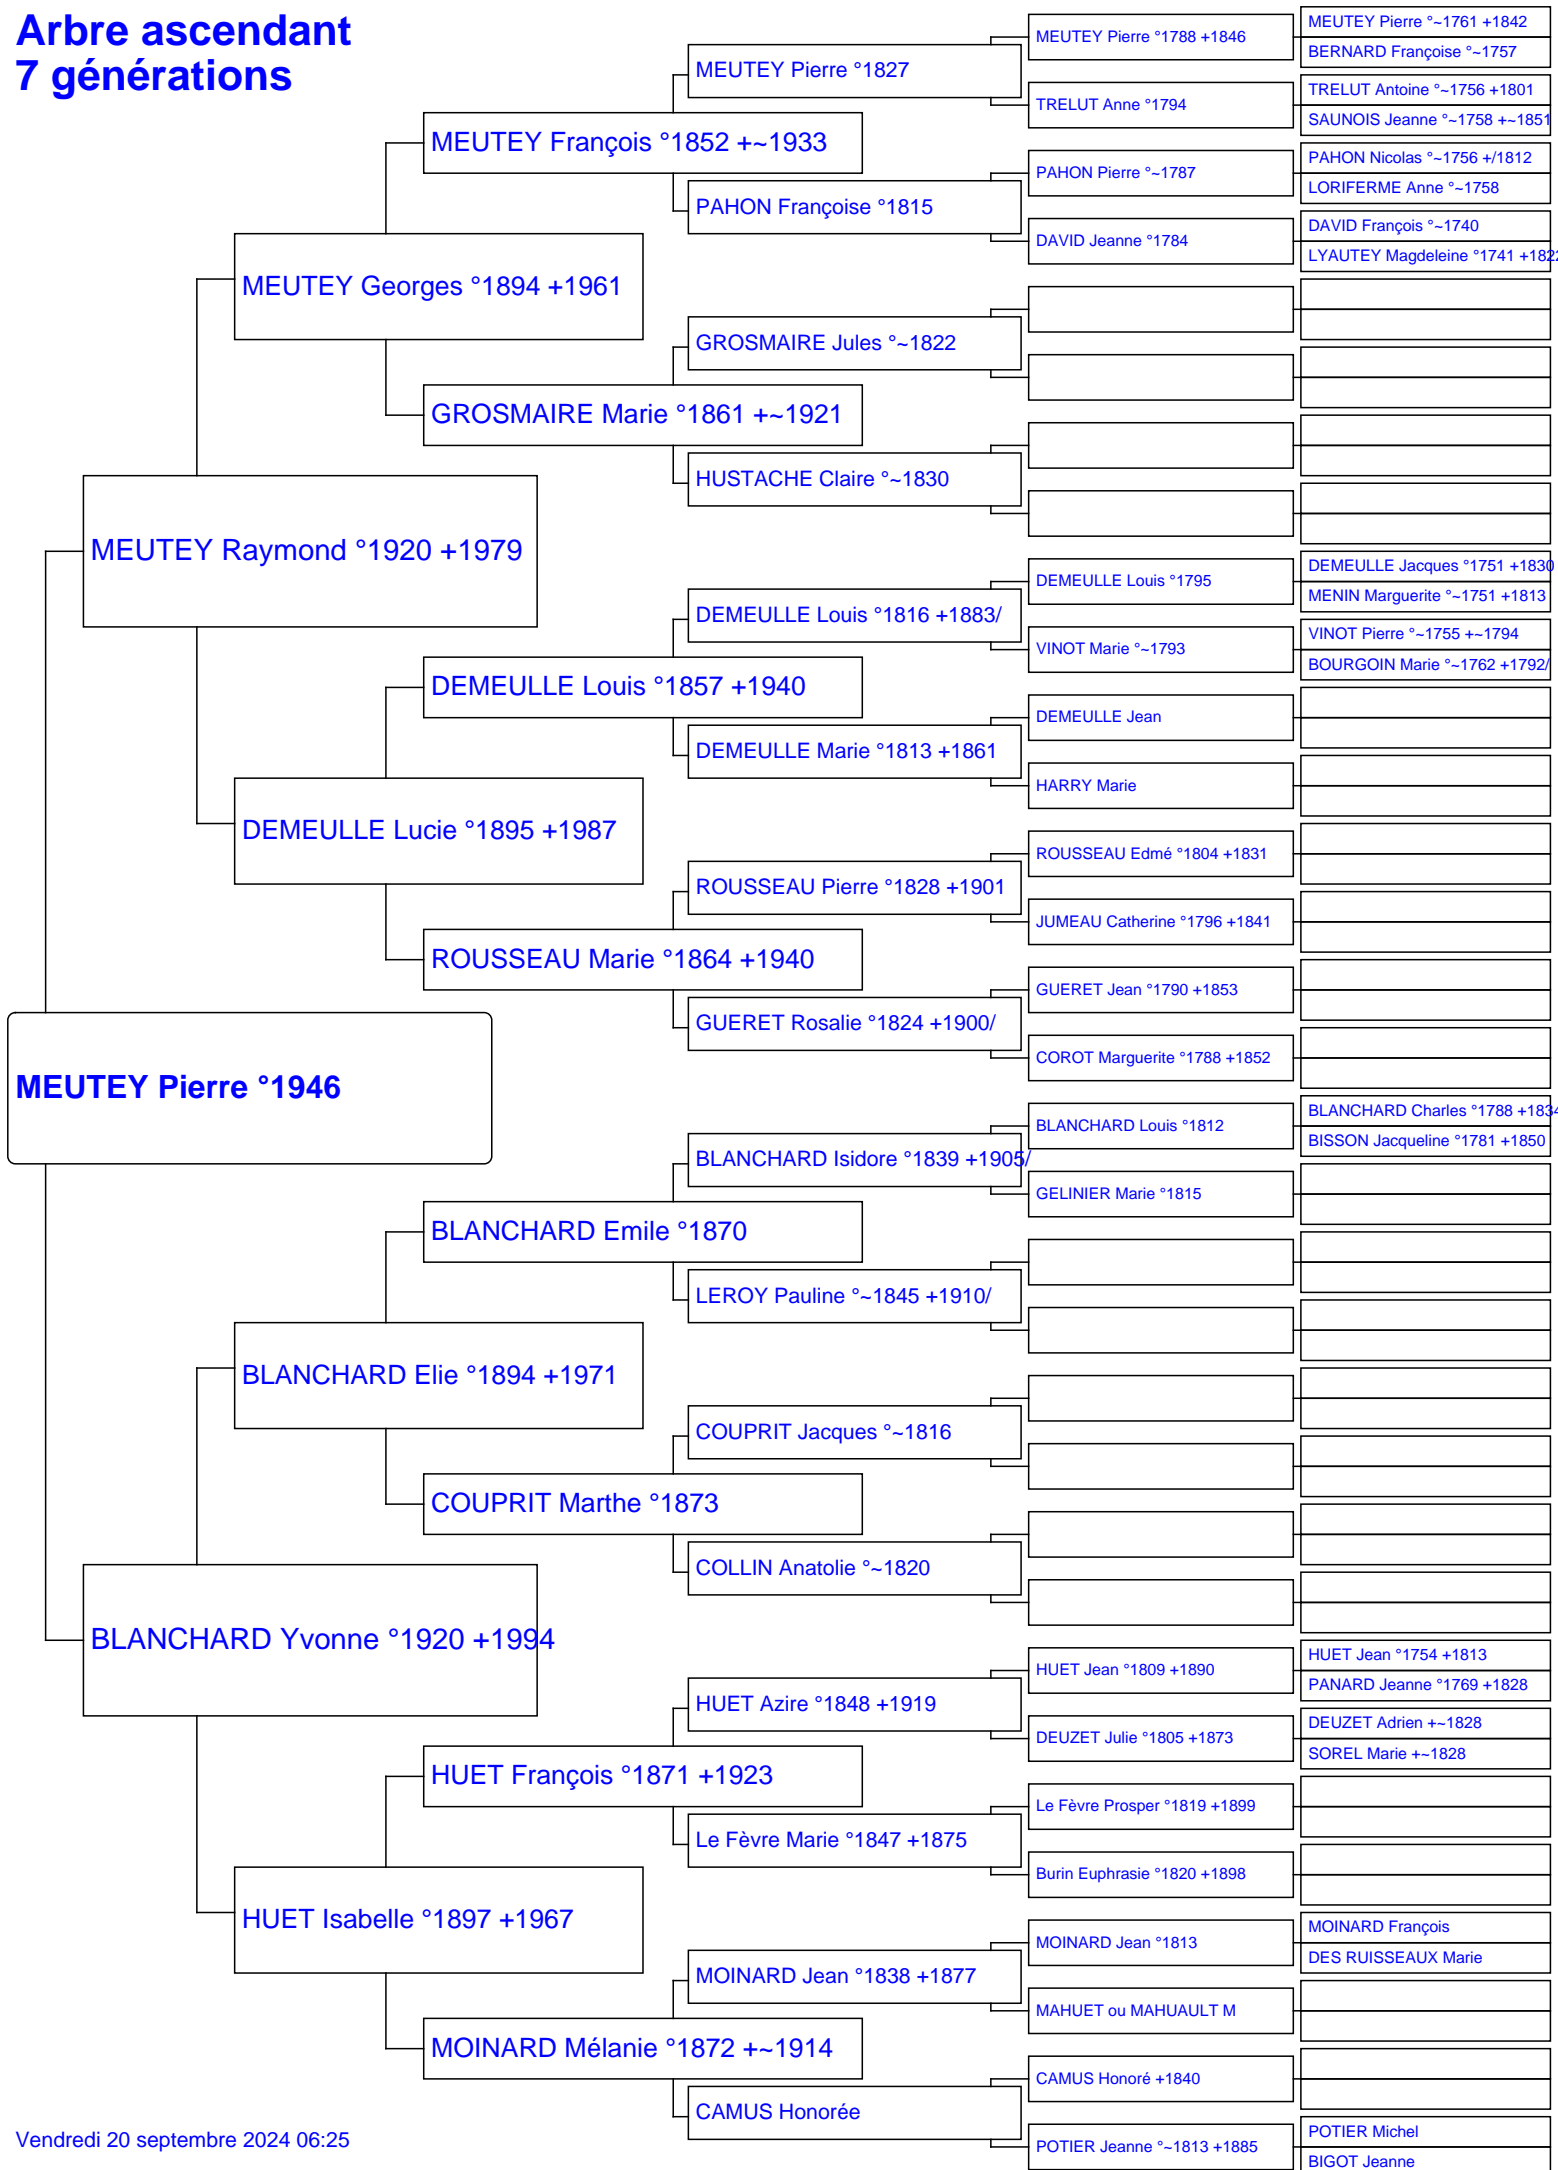 Arbre ascendant
7 générations
MEUTEY Pierre °1946
MEUTEY Raymond °1920 +1979
BLANCHARD Yvonne °1920 +1994
MEUTEY Georges °1894 +1961
DEMEULLE Lucie °1895 +1987
BLANCHARD Elie °1894 +1971
HUET Isabelle °1897 +1967
MEUTEY François °1852 +~1933
GROSMAIRE Marie °1861 +~1921
DEMEULLE Louis °1857 +1940
ROUSSEAU Marie °1864 +1940
BLANCHARD Emile °1870
COUPRIT Marthe °1873
HUET François °1871 +1923
MOINARD Mélanie °1872 +~1914
MEUTEY Pierre °1827
PAHON Françoise °1815
GROSMAIRE Jules °~1822
HUSTACHE Claire °~1830
DEMEULLE Louis °1816 +1883/
DEMEULLE Marie °1813 +1861
ROUSSEAU Pierre °1828 +1901
GUERET Rosalie °1824 +1900/
BLANCHARD Isidore °1839 +1905/
LEROY Pauline °~1845 +1910/
COUPRIT Jacques °~1816
COLLIN Anatolie °~1820
HUET Azire °1848 +1919
Le Fèvre Marie °1847 +1875
MOINARD Jean °1838 +1877
CAMUS Honorée
MEUTEY Pierre °1788 +1846
TRELUT Anne °1794
PAHON Pierre °~1787
DAVID Jeanne °1784
DEMEULLE Louis °1795
VINOT Marie °~1793
DEMEULLE Jean
HARRY Marie
ROUSSEAU Edmé °1804 +1831
JUMEAU Catherine °1796 +1841
GUERET Jean °1790 +1853
COROT Marguerite °1788 +1852
BLANCHARD Louis °1812
GELINIER Marie °1815
HUET Jean °1809 +1890
DEUZET Julie °1805 +1873
Le Fèvre Prosper °1819 +1899
Burin Euphrasie °1820 +1898
MOINARD Jean °1813
MAHUET ou MAHUAULT M
CAMUS Honoré +1840
POTIER Jeanne °~1813 +1885
MEUTEY Pierre °~1761 +1842
BERNARD Françoise °~1757
TRELUT Antoine °~1756 +1801
SAUNOIS Jeanne °~1758 +~1851
PAHON Nicolas °~1756 +/1812
LORIFERME Anne °~1758
DAVID François °~1740
LYAUTEY Magdeleine °1741 +1822
DEMEULLE Jacques °1751 +1830
MENIN Marguerite °~1751 +1813
VINOT Pierre °~1755 +~1794
BOURGOIN Marie °~1762 +1792/
BLANCHARD Charles °1788 +1834
BISSON Jacqueline °1781 +1850
HUET Jean °1754 +1813
PANARD Jeanne °1769 +1828
DEUZET Adrien +~1828
SOREL Marie +~1828
MOINARD François
DES RUISSEAUX Marie
POTIER Michel
BIGOT Jeanne
Vendredi 20 septembre 2024 06:25